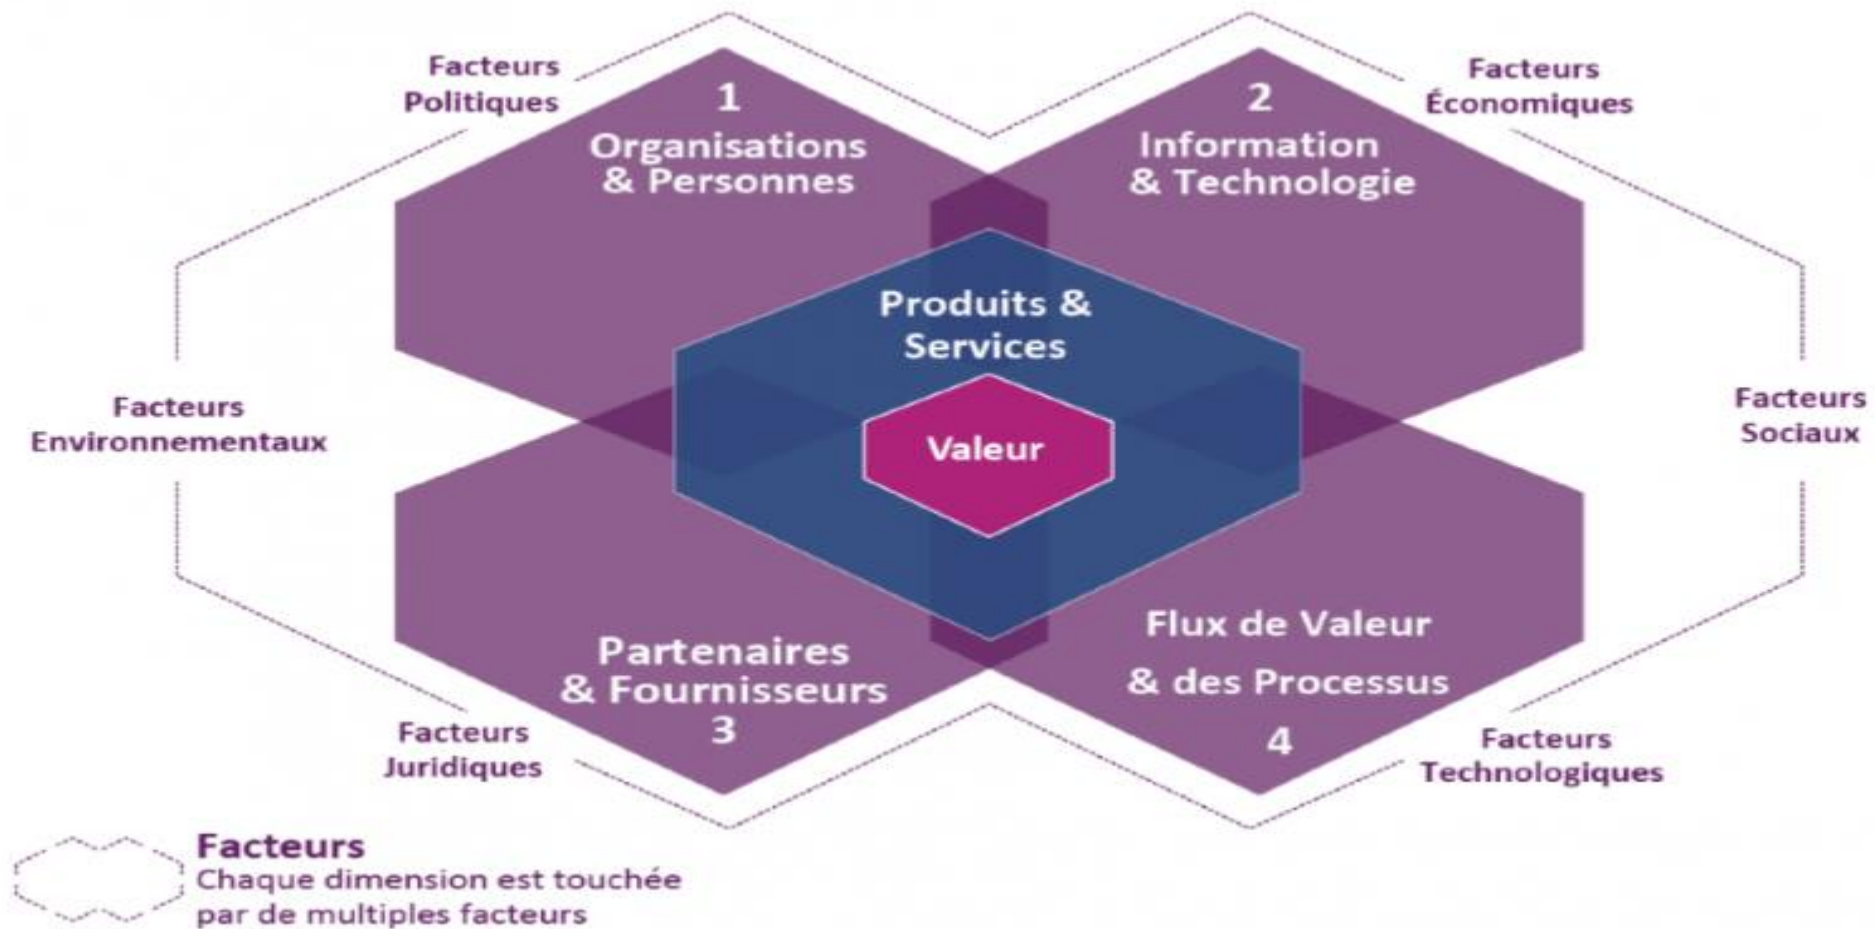 Facteurs
Politiques
1
Organisations
& Personnes
2
Information
& Technologie
Facteurs
Économiques
Produits &
Services
Valeur
Facteurs
Environnementaux
Facteurs
Sociaux
Partenaires
& Fournisseurs
3
Flux de Valeur
& des Processus
4
Facteurs
Juridiques
Facteurs
Technologiques
Facteurs
Chaque dimension est touchée
par de multiples facteurs